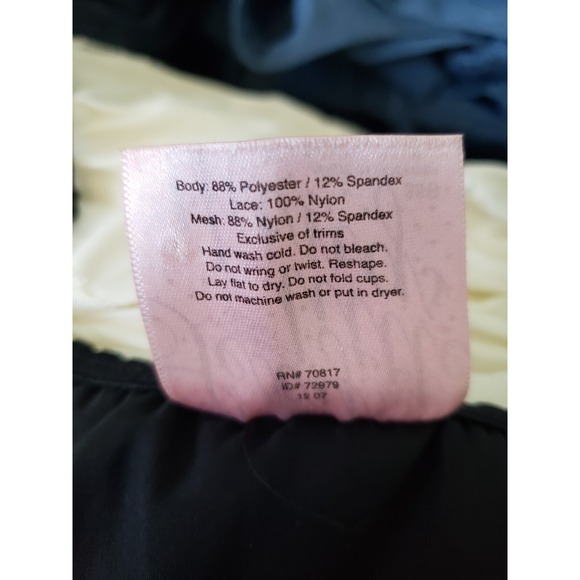 Body: 88% Polyester / 12% Spandex
Lace: 100% Nylon
Mesh: 88% Nylon / 12% Spandex
Exclusive of trims
Hand wash cold. Do not bleach.
Do not wring or twist. Reshape.
Lay flat to dry. Do not fold cups.
Do not machine wash or put in dryer.
RN# 70817
ID# 72979
12 07